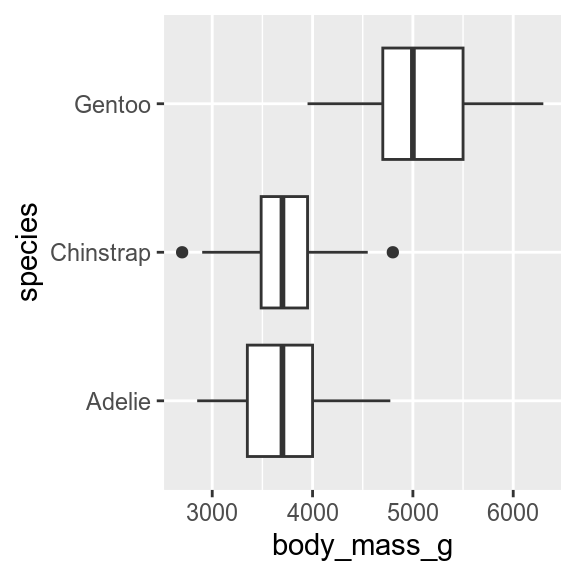 Gentoo
Chinstrap
Adelie
species
3000 4000 5000 6000
body_mass_g